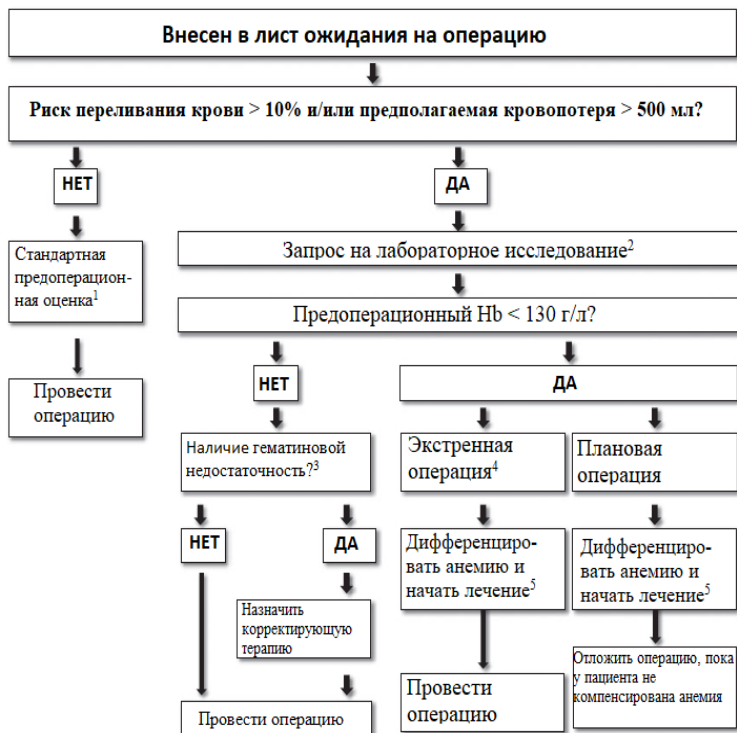 Внесен в лист ожидания на операцию
Риск переливания крови > 10% и/или предполагаемая кровопотеря > 500 мл?
НЕТ
ДА
Стандартная
предоперацион-
ная оценка¹
Запрос на лабораторное исследование²
Предоперационный Hb < 130 г/л?
Провести
операцию
НЕТ
ДА
Наличие гематиновой
недостаточность?³
Экстренная
операция⁴
Плановая
операция
НЕТ
ДА
Дифференциро-
вать анемию и
начать лечение⁵
Дифференциро-
вать анемию и
начать лечение⁵
Назначить
корректирующую
терапию
Провести операцию
Провести
операцию
Отложить операцию, пока
у пациента не
компенсирована анемия